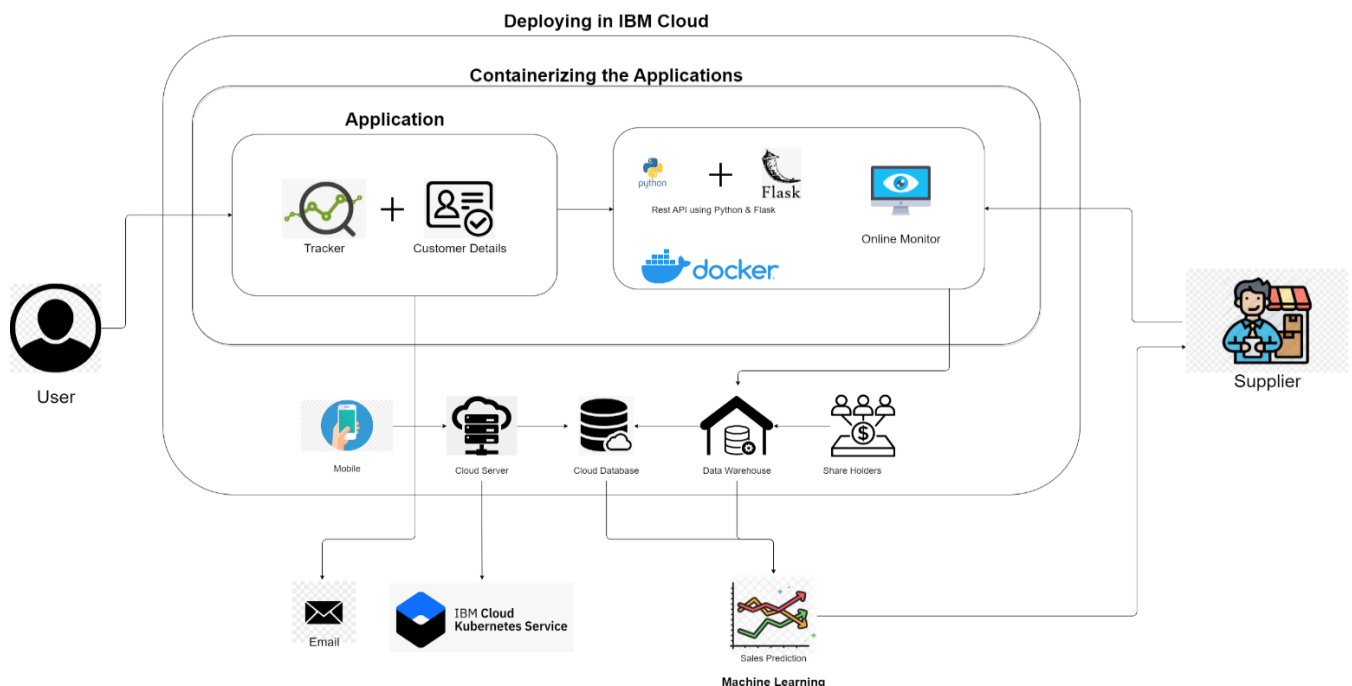 Deploying in IBM Cloud
Containerizing the Applications
Application
Tracker
Customer Details
python
Flask
Rest API using Python & Flask
docker
Online Monitor
User
Supplier
Mobile
Cloud Server
Cloud Database
Data Warehouse
Share Holders
Email
IBM Cloud
Kubernetes Service
Sales Prediction
Machine Learning